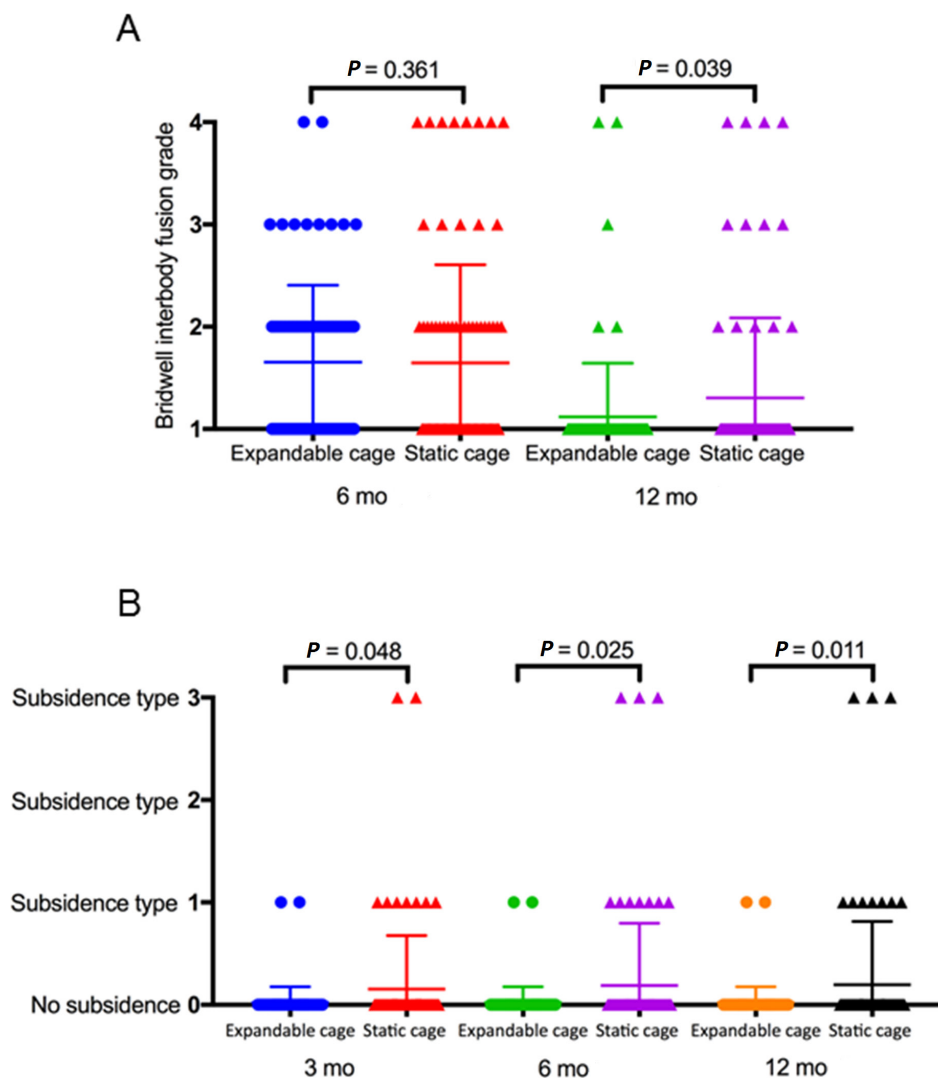 A
P = 0.361
P = 0.039
Bridwell interbody fusion grade
4
3
2
1
Expandable cage Static cage Expandable cage Static cage
6 mo 12 mo
B
P = 0.048
P = 0.025
P = 0.011
Subsidence type 3
Subsidence type 2
Subsidence type 1
No subsidence 0
Expandable cage Static cage Expandable cage Static cage Expandable cage Static cage
3 mo 6 mo 12 mo